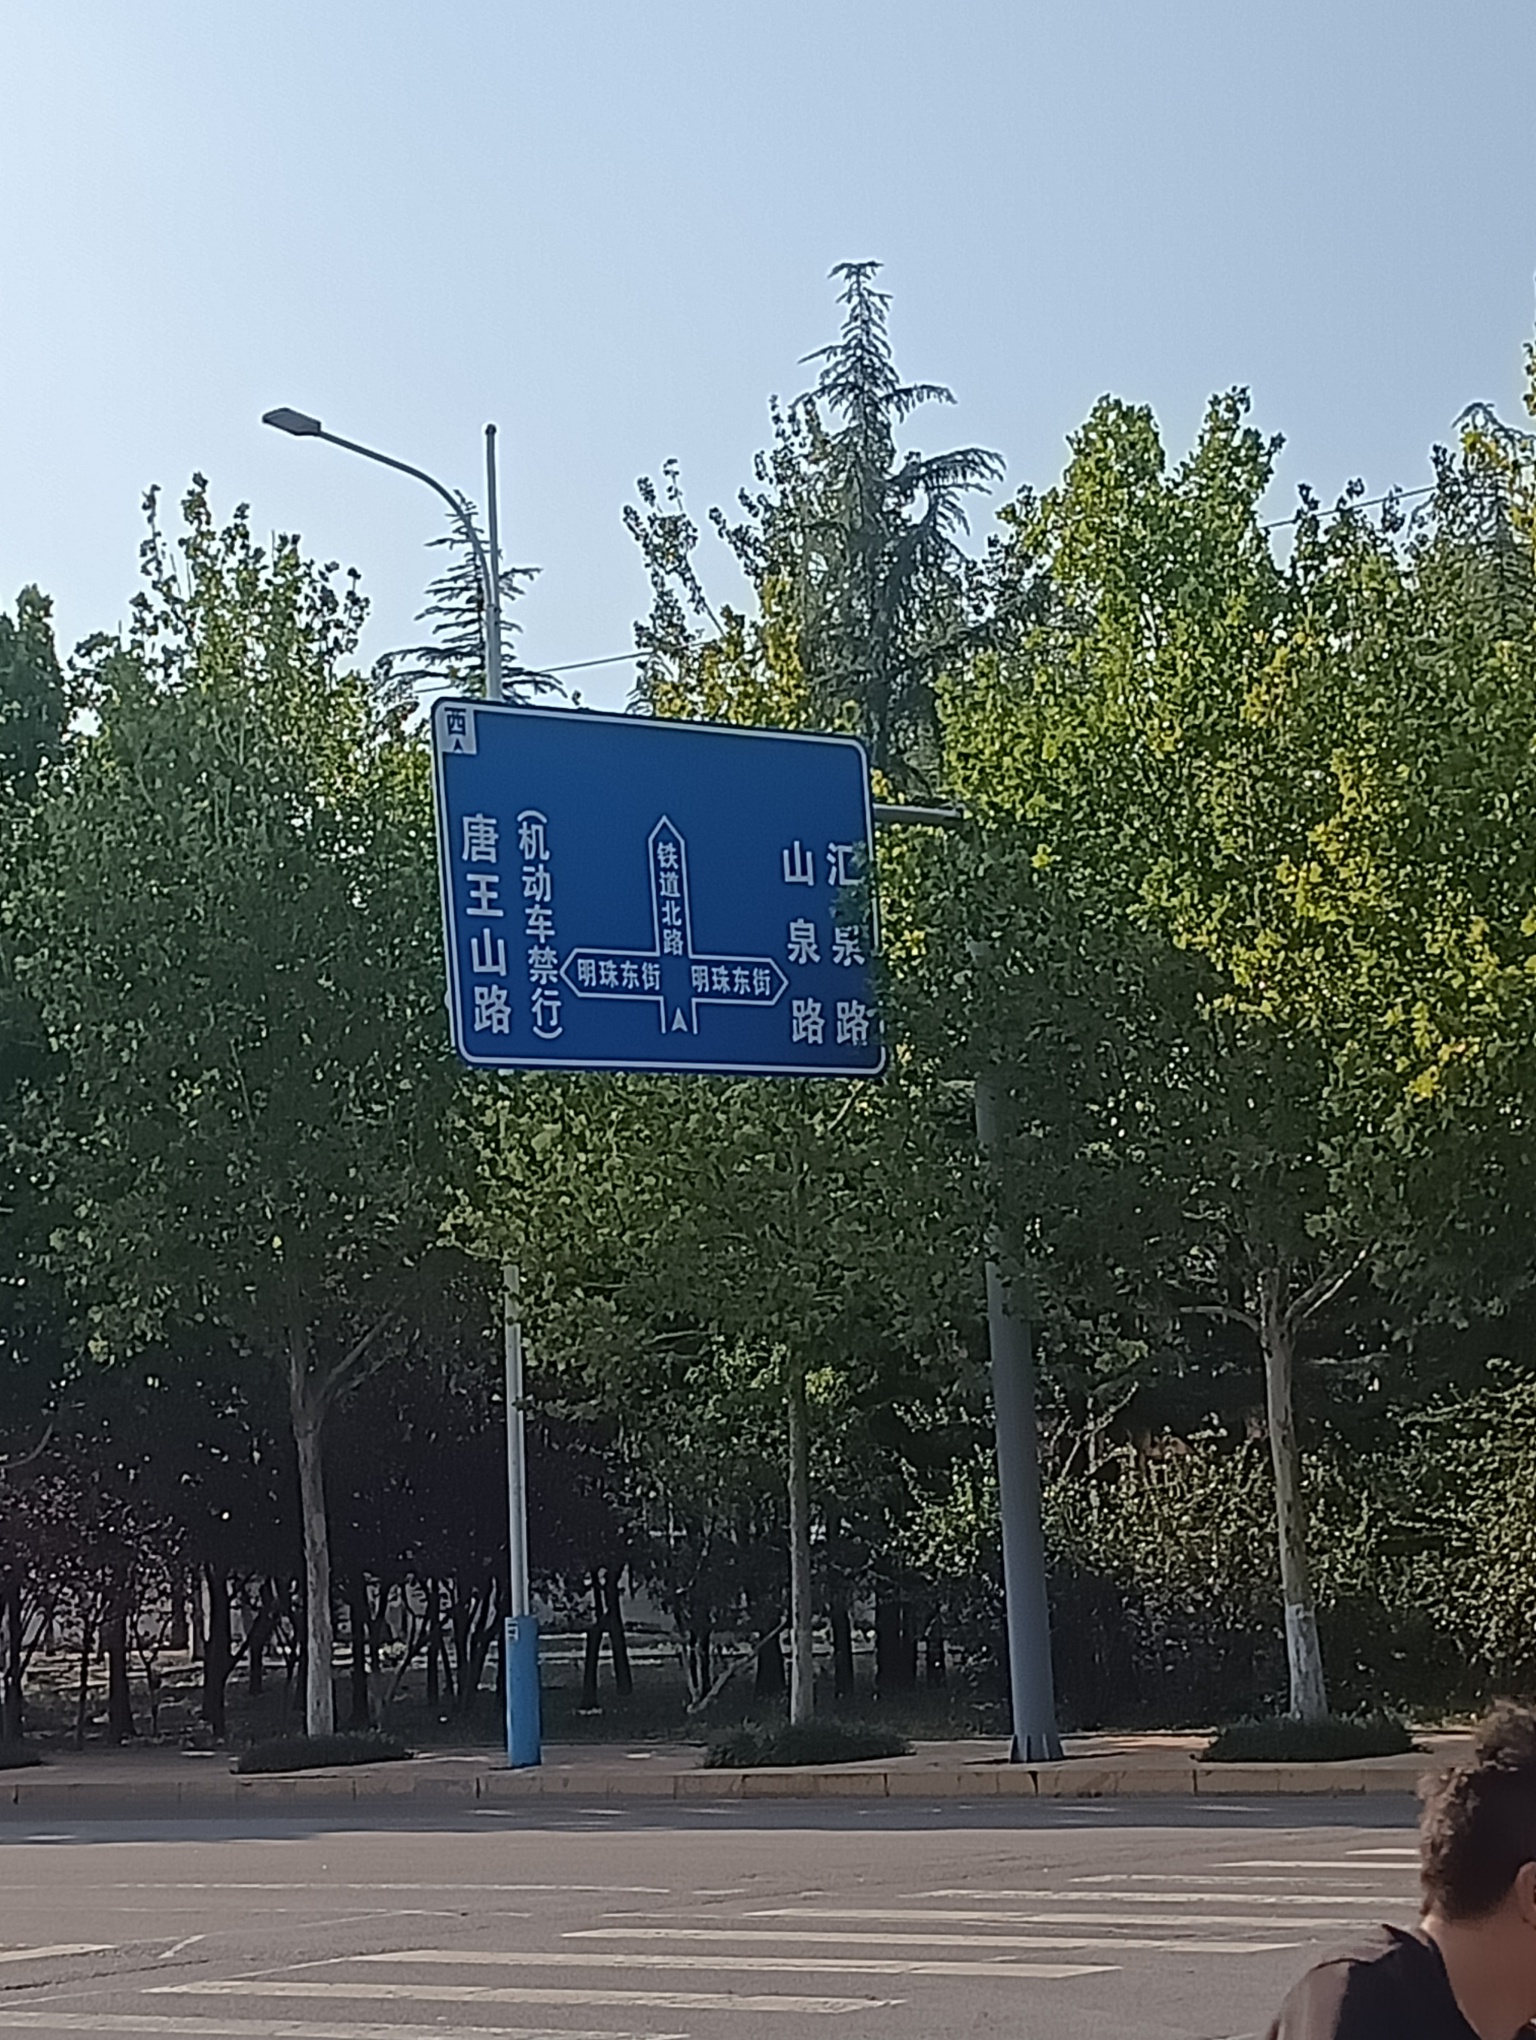 西
唐王山路
(机动车禁行)
铁道北路
明珠东街
明珠东街
山泉路
汇泉路